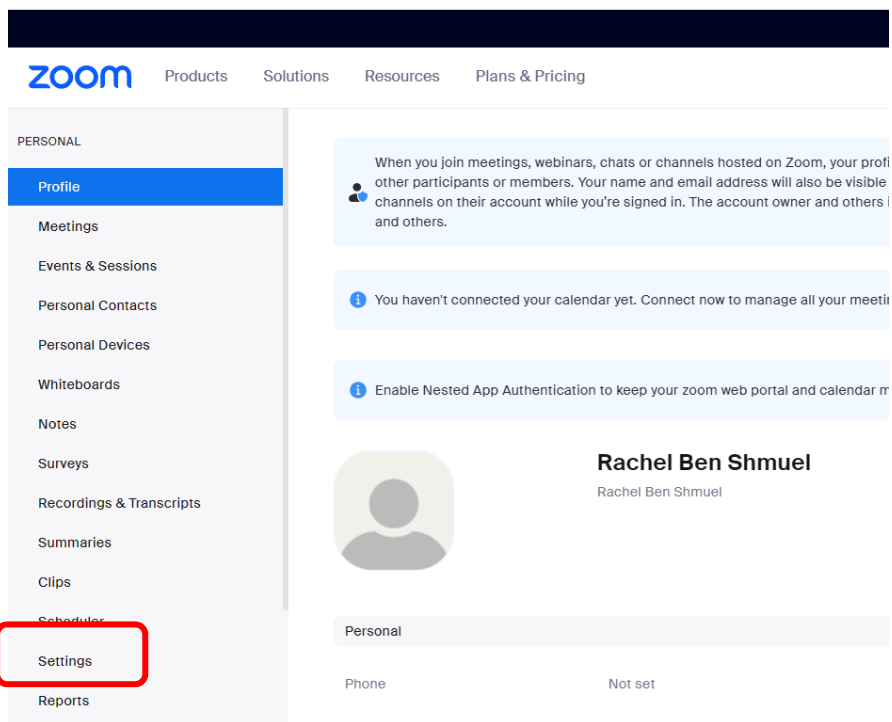 zoom Products Solutions Resources Plans & Pricing
PERSONAL
Profile
Meetings
Events & Sessions
Personal Contacts
Personal Devices
Whiteboards
Notes
Surveys
Recordings & Transcripts
Summaries
Clips
Scheduler
Settings
Reports
When you join meetings, webinars, chats or channels hosted on Zoom, your profi
other participants or members. Your name and email address will also be visible
channels on their account while you're signed in. The account owner and others i
and others.
You haven't connected your calendar yet. Connect now to manage all your meetin
Enable Nested App Authentication to keep your zoom web portal and calendar m
Rachel Ben Shmuel
Rachel Ben Shmuel
Personal
Phone Not set